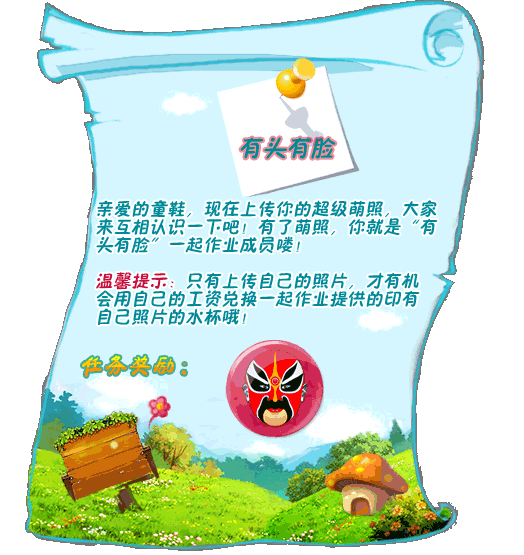 有头有脸
亲爱的童鞋，现在上传你的超级萌照，大家
来互相认识一下吧！有了萌照，你就是“有
头有脸”一起作业成员喽！
温馨提示：只有上传自己的照片，才有机
会用自己的工资兑换一起作业提供的印有
自己照片的水杯哦！
任务奖励：